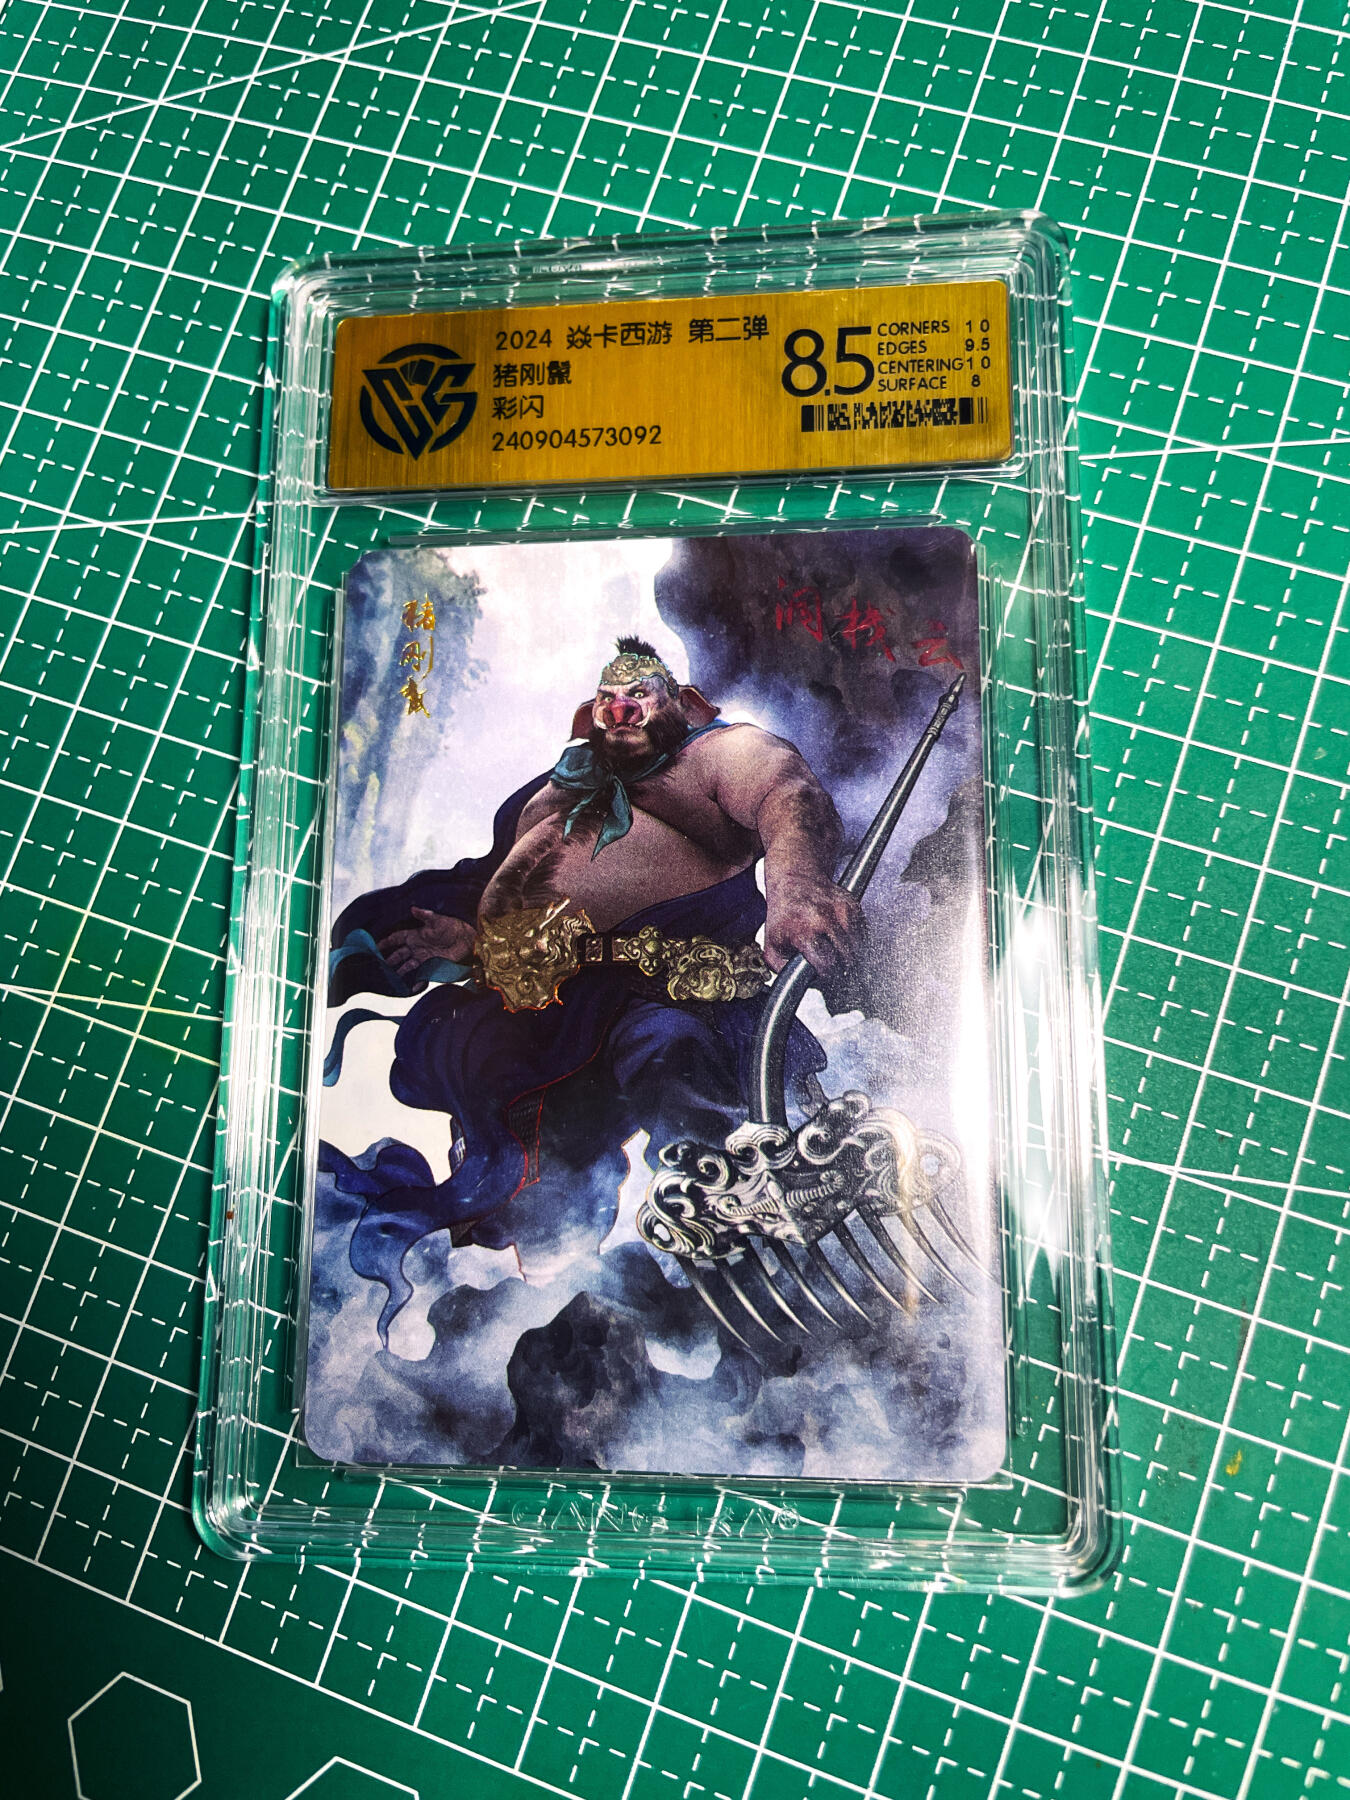 2024 焱卡西游 第二弹
猪刚鬣
彩闪
240904573092
8.5
CORNERS 10
EDGES 9.5
CENTERING 10
SURFACE 8
猪刚鬣